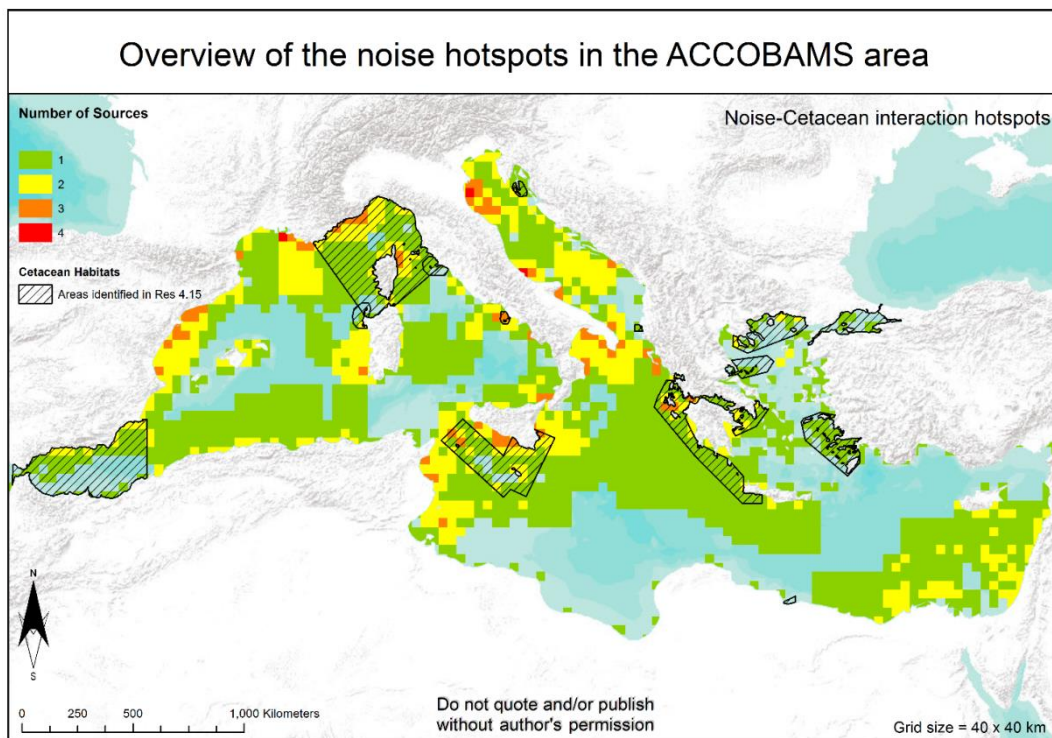 Overview of the noise hotspots in the ACCOBAMS area
Number of Sources
1
2
3
4
Cetacean Habitats
Areas identified in Res 4.15
Noise-Cetacean interaction hotspots
N
S
0 250 500 1,000 Kilometers
Do not quote and/or publish
without author's permission
Grid size = 40 x 40 km